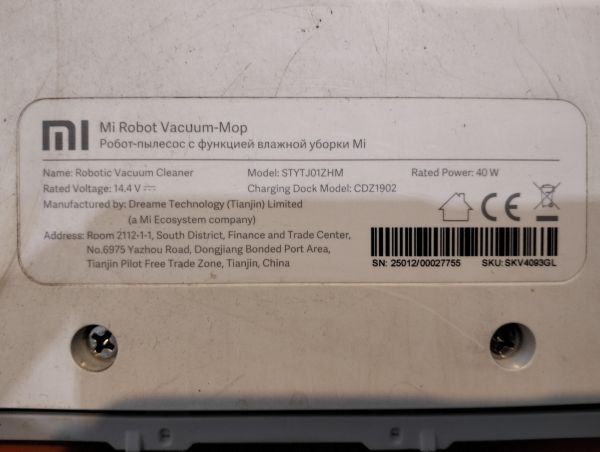 mi
Mi Robot Vacuum-Mop
Робот-пылесос с функцией влажной уборки Mi
Name: Robotic Vacuum Cleaner Model: STYTJ01ZHM Rated Power: 40 W
Rated Voltage: 14.4 V ⎓ Charging Dock Model: CDZ1902
Manufactured by: Dreame Technology (Tianjin) Limited
(a Mi Ecosystem company)
Address: Room 2112-1-1, South District, Finance and Trade Center,
No.6975 Yazhou Road, Dongjiang Bonded Port Area,
Tianjin Pilot Free Trade Zone, Tianjin, China
CE
SN: 25012/00027755 SKU: SKV4093GL